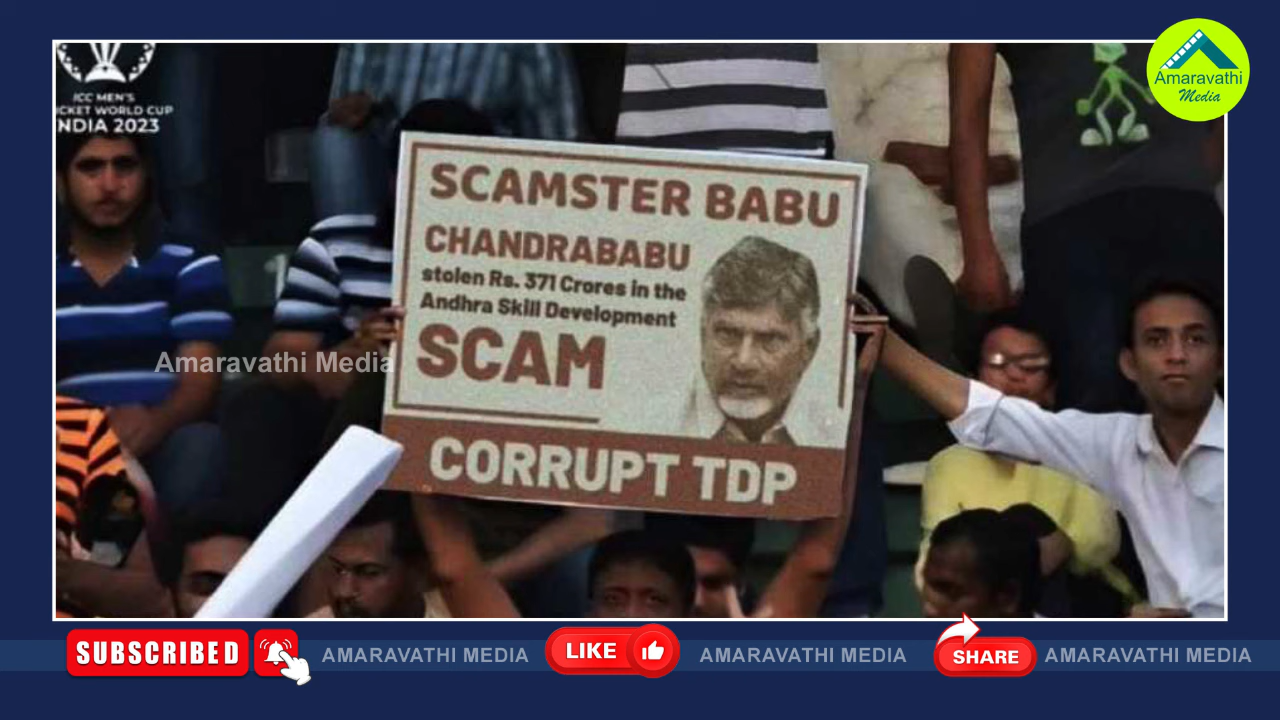 ICC MEN'S
CKET WORLD CUP
NDIA 2023
Amaravathi
Media
SCAMSTER BABU
CHANDRABABU
stolen Rs. 371 Crores in the
Andhra Skill Development
SCAM
CORRUPT TDP
Amaravathi Media
SUBSCRIBED
AMARAVATHI MEDIA
LIKE
AMARAVATHI MEDIA
SHARE
AMARAVATHI MEDIA